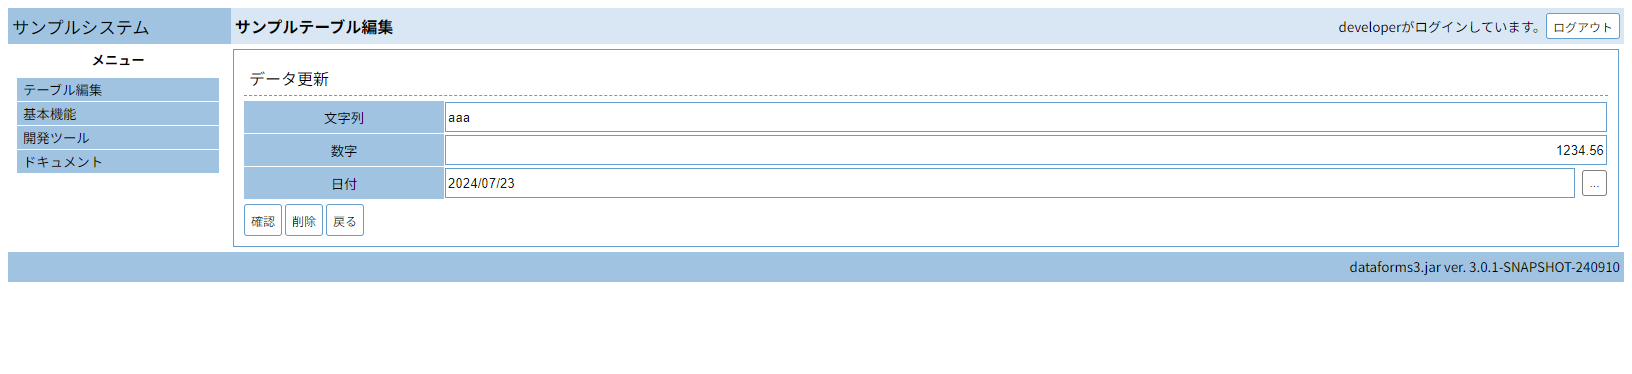 サンプルシステム
サンプルテーブル編集
developerがログインしています。 ログアウト
メニュー
テーブル編集
基本機能
開発ツール
ドキュメント
データ更新
文字列 aaa
数字 1234.56
日付 2024/07/23 ...
確認 削除 戻る
dataforms3.jar ver. 3.0.1-SNAPSHOT-240910